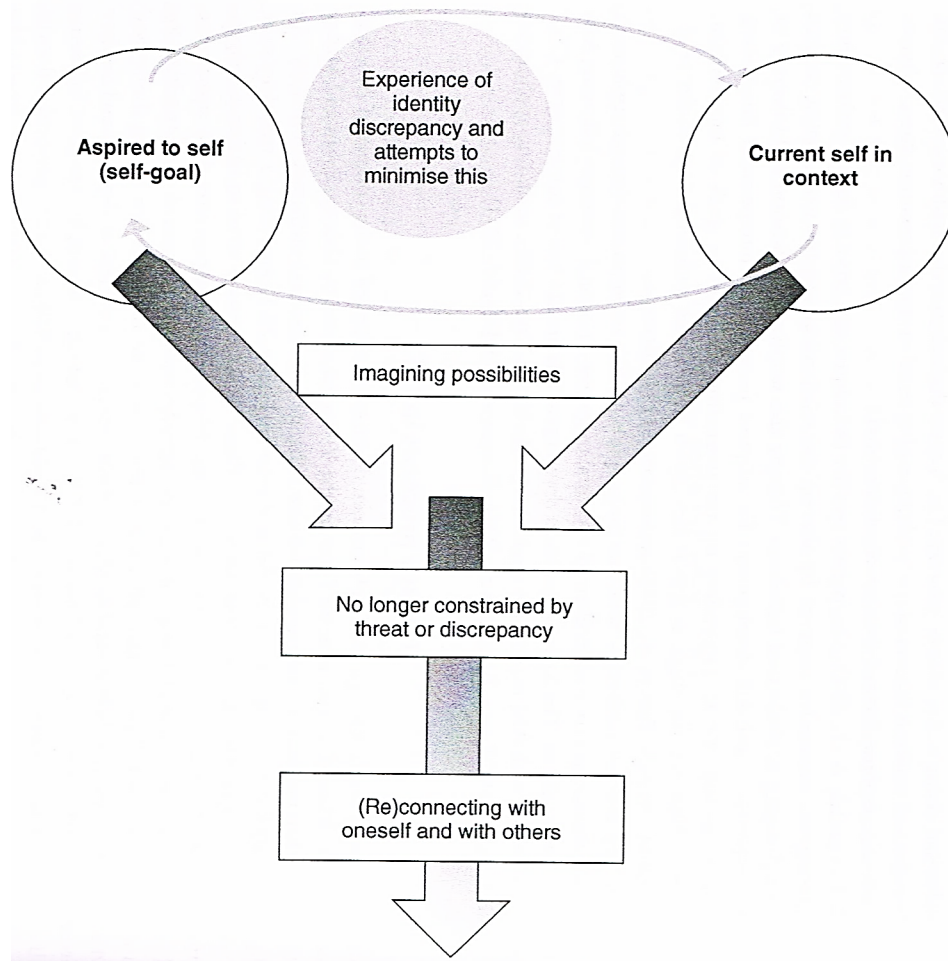 Experience of
identity
discrepancy and
attempts to
minimise this
Aspired to self
(self-goal)
Current self in
context
Imagining possibilities
No longer constrained by
threat or discrepancy
(Re)connecting with
oneself and with others